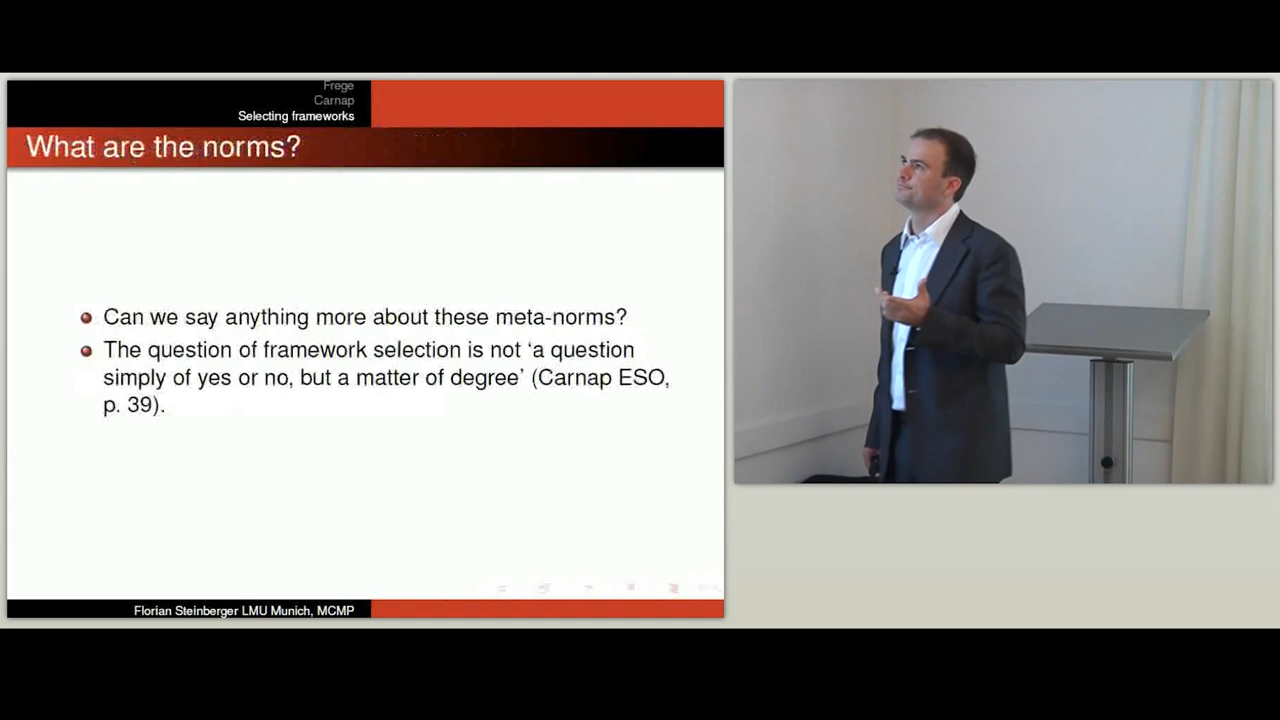 Frege
Carnap
Selecting frameworks
What are the norms?
Can we say anything more about these meta-norms?
The question of framework selection is not ‘a question
simply of yes or no, but a matter of degree’ (Carnap ESO,
p. 39).
Florian Steinberger LMU Munich, MCMP